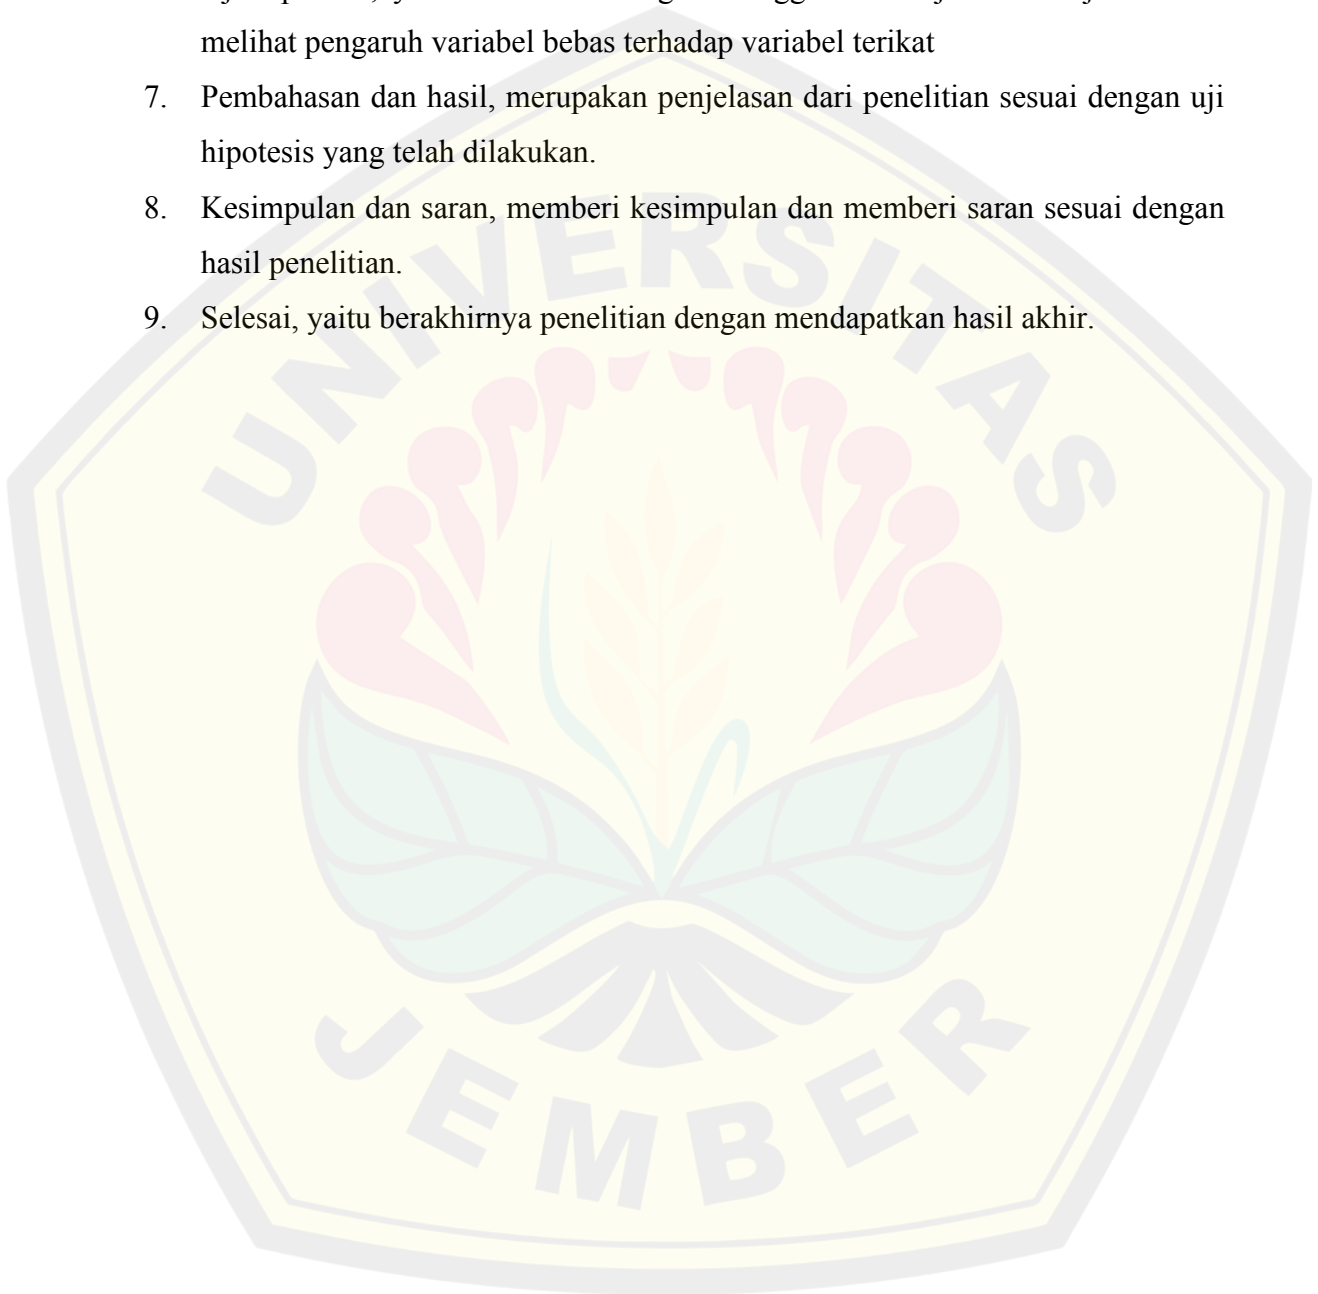 melihat pengaruh variabel bebas terhadap variabel terikat
7. Pembahasan dan hasil, merupakan penjelasan dari penelitian sesuai dengan uji
hipotesis yang telah dilakukan.
8. Kesimpulan dan saran, memberi kesimpulan dan memberi saran sesuai dengan
hasil penelitian.
9. Selesai, yaitu berakhirnya penelitian dengan mendapatkan hasil akhir.
UNIVERSITAS
JEMBER